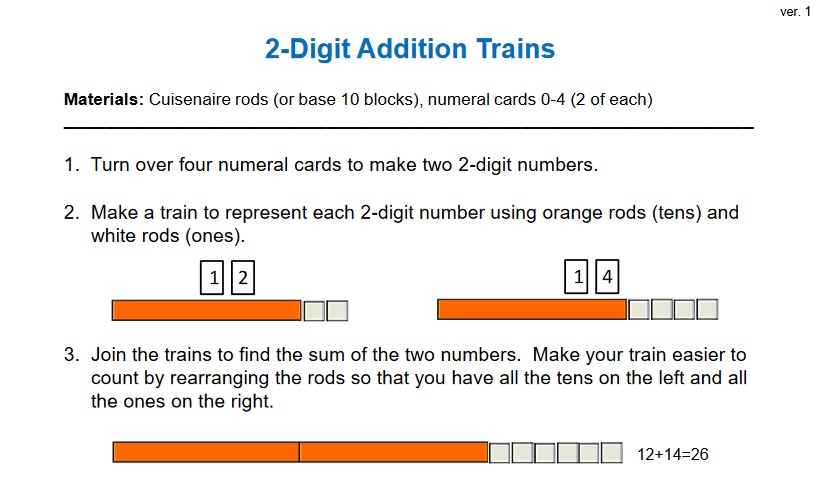 ver. 1
2-Digit Addition Trains
Materials: Cuisenaire rods (or base 10 blocks), numeral cards 0-4 (2 of each)
1. Turn over four numeral cards to make two 2-digit numbers.
2. Make a train to represent each 2-digit number using orange rods (tens) and
white rods (ones).
1 2 1 4
3. Join the trains to find the sum of the two numbers.  Make your train easier to
count by rearranging the rods so that you have all the tens on the left and all
the ones on the right.
12+14=26